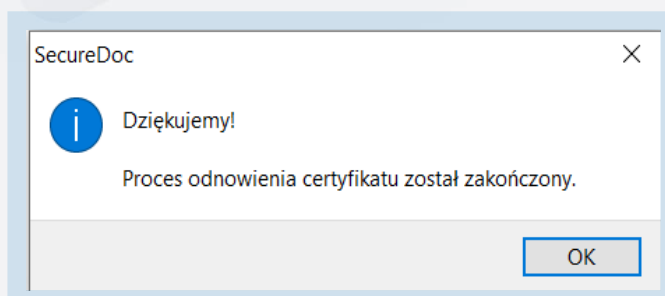 SecureDoc
Dziękujemy!
Proces odnowienia certyfikatu został zakończony.
OK